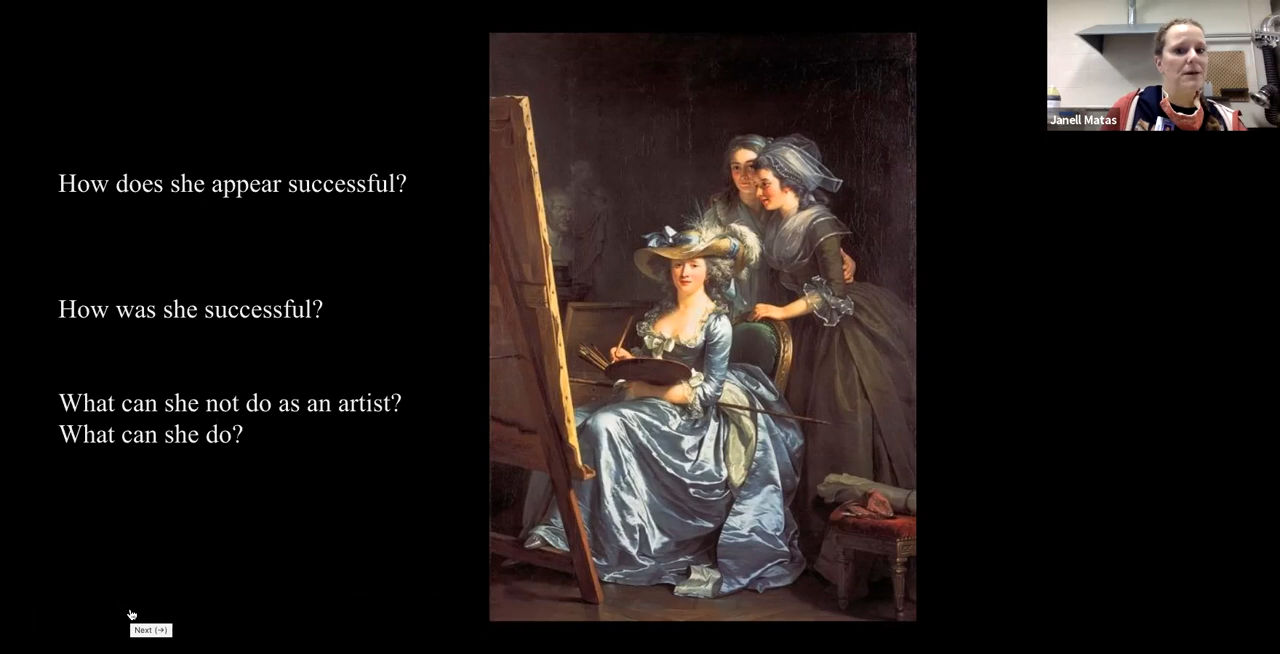 Janell Matas
How does she appear successful?
How was she successful?
What can she not do as an artist?
What can she do?
Next (→)